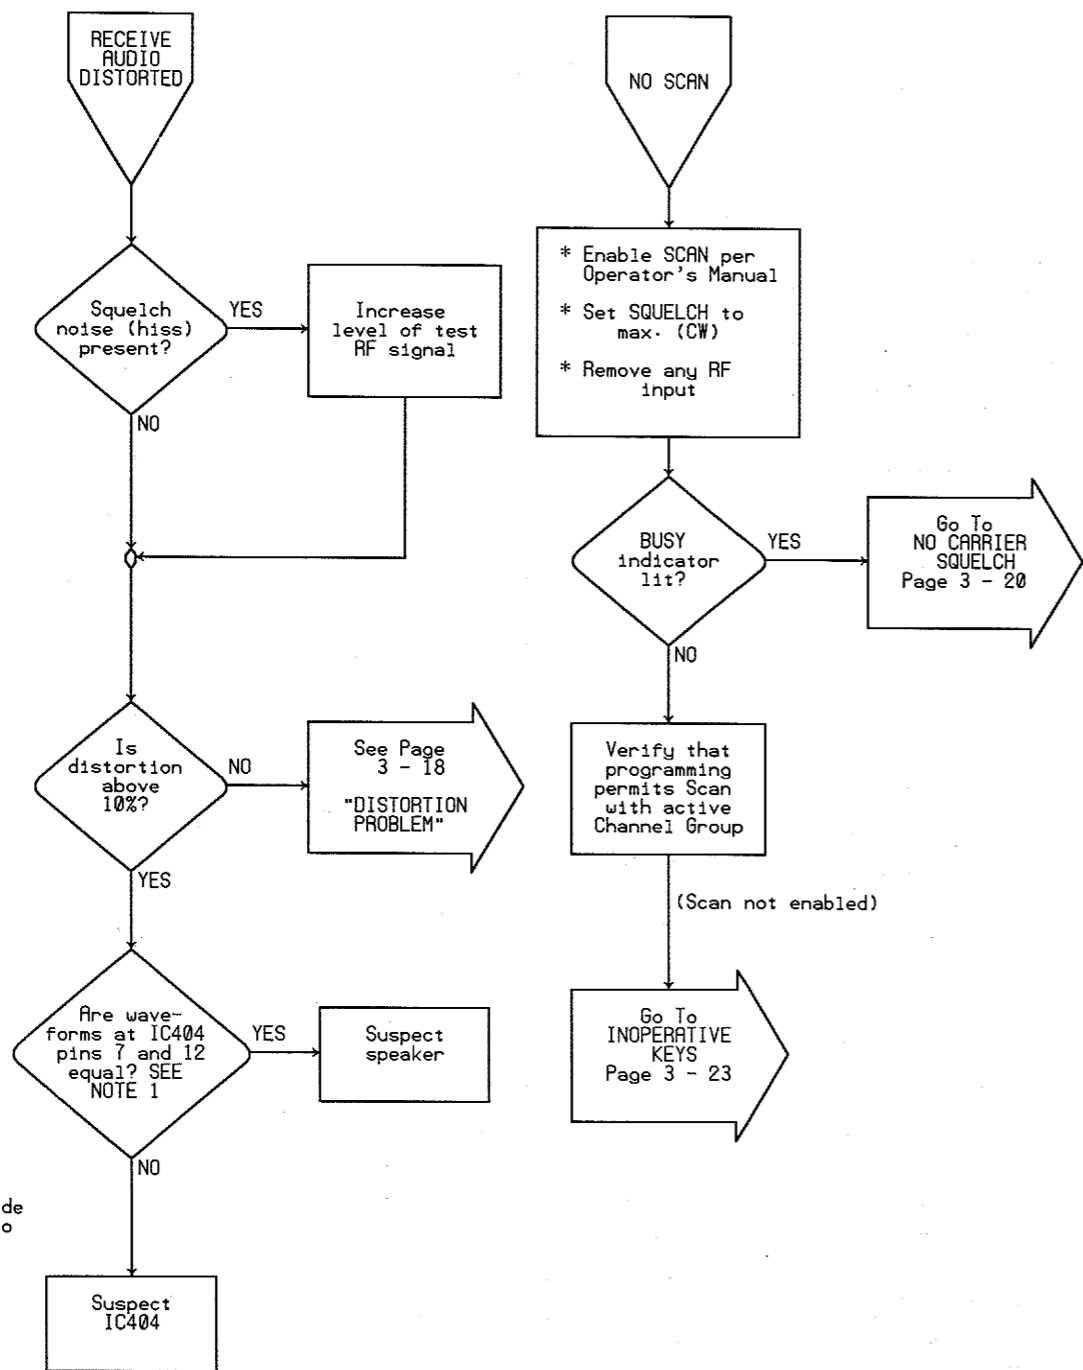 RECEIVE
AUDIO
DISTORTED
Squelch
noise (hiss)
present?
YES
Increase
level of test
RF signal
NO
Is
distortion
above
10%?
NO
See Page
3 - 18
"DISTORTION
PROBLEM"
YES
Are wave-
forms at IC404
pins 7 and 12
equal? SEE
NOTE 1
YES
Suspect
speaker
NO
de
o
Suspect
IC404
NO SCAN
* Enable SCAN per
Operator's Manual
* Set SQUELCH to
max. (CW)
* Remove any RF
input
BUSY
indicator
lit?
YES
Go To
NO CARRIER
SQUELCH
Page 3 - 20
NO
Verify that
programming
permits Scan
with active
Channel Group
(Scan not enabled)
Go To
INOPERATIVE
KEYS
Page 3 - 23